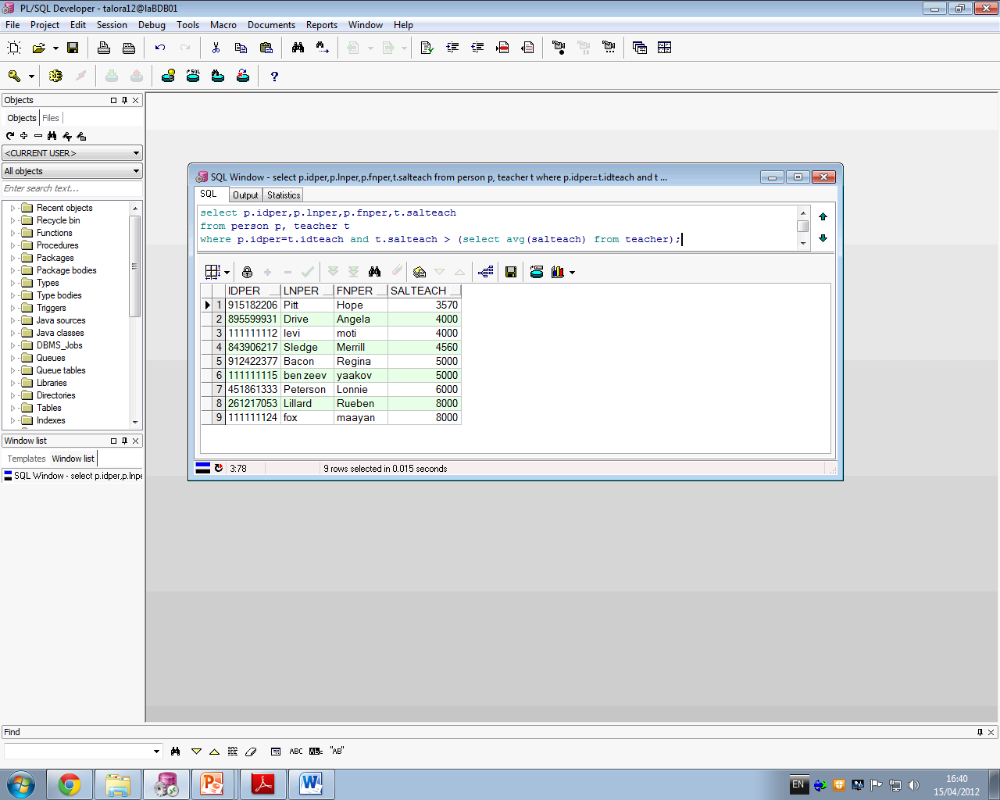 PL/SQL Developer - talora12@laBDB01
File Project Edit Session Debug Tools Macro Documents Reports Window Help
Objects
Objects Files
<CURRENT USER>
All objects
Enter search text...
Recent objects
Recycle bin
Functions
Procedures
Packages
Package bodies
Types
Type bodies
Triggers
Java sources
Java classes
DBMS_Jobs
Queues
Queue tables
Libraries
Directories
Tables
Indexes
Window list
Templates Window list
SQL Window - select p.idper,p.lnpe
SQL Window - select p.idper,p.lnper,p.fnper,t.salteach from person p, teacher t where p.idper=t.idteach and t ...
SQL Output Statistics
select p.idper,p.lnper,p.fnper,t.salteach
from person p, teacher t
where p.idper=t.idteach and t.salteach > (select avg(salteach) from teacher);
IDPER LNPER FNPER SALTEACH
1 915182206 Pitt Hope 3570
2 895599931 Drive Angela 4000
3 111111112 levi moti 4000
4 843906217 Sledge Merrill 4560
5 912422377 Bacon Regina 5000
6 111111115 ben zeev yaakov 5000
7 451861333 Peterson Lonnie 6000
8 261217053 Lillard Rueben 8000
9 111111124 fox maayan 8000
3:78 9 rows selected in 0.015 seconds
Find
ABC "AB"
EN 16:40
15/04/2012